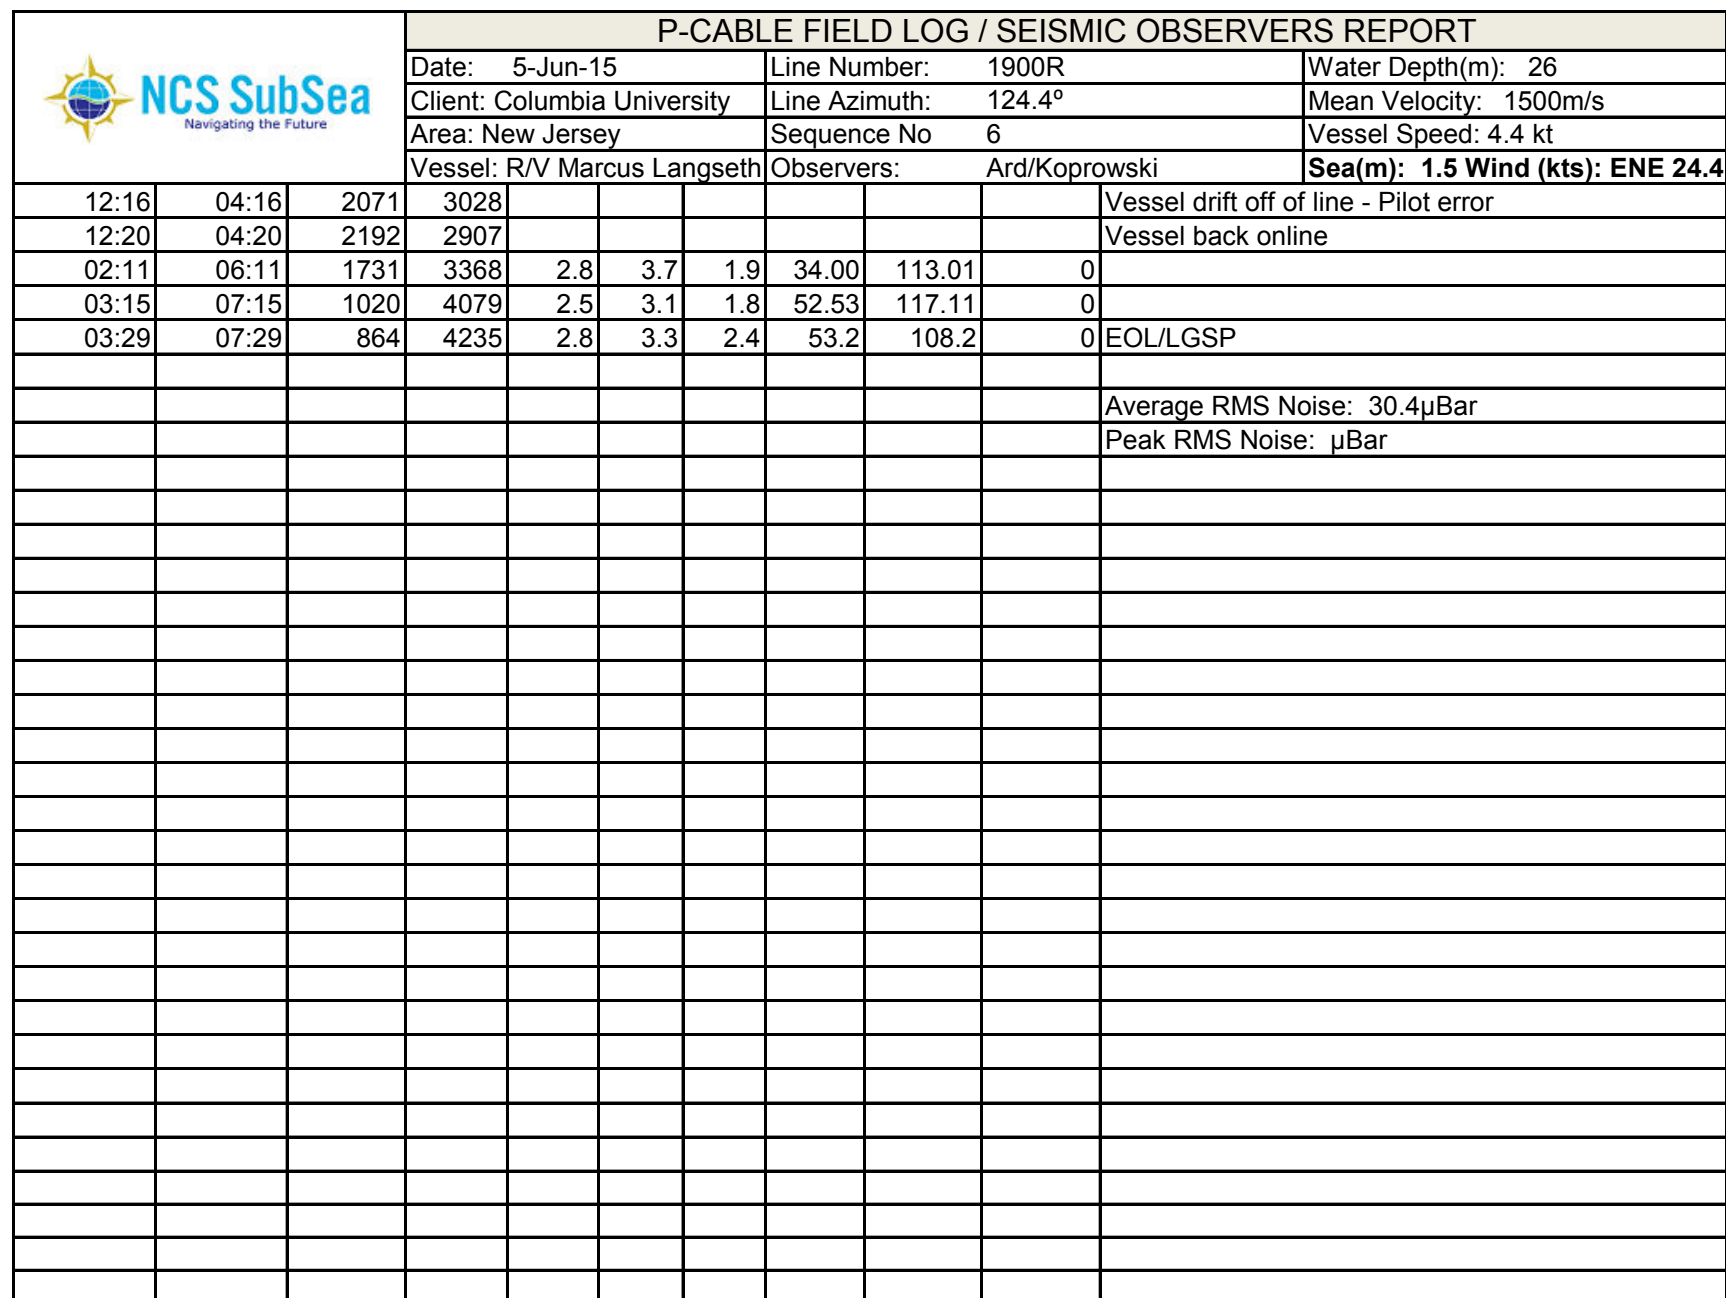 P-CABLE FIELD LOG / SEISMIC OBSERVERS REPORT
NCS SubSea
Navigating the Future
Date: 5-Jun-15 Line Number: 1900R Water Depth(m): 26
Client: Columbia University Line Azimuth: 124.4º Mean Velocity: 1500m/s
Area: New Jersey Sequence No 6 Vessel Speed: 4.4 kt
Vessel: R/V Marcus Langseth Observers: Ard/Koprowski Sea(m): 1.5 Wind (kts): ENE 24.4
12:16 04:16 2071 3028 Vessel drift off of line - Pilot error
12:20 04:20 2192 2907 Vessel back online
02:11 06:11 1731 3368 2.8 3.7 1.9 34.00 113.01 0
03:15 07:15 1020 4079 2.5 3.1 1.8 52.53 117.11 0
03:29 07:29 864 4235 2.8 3.3 2.4 53.2 108.2 0 EOL/LGSP
Average RMS Noise: 30.4µBar
Peak RMS Noise: µBar